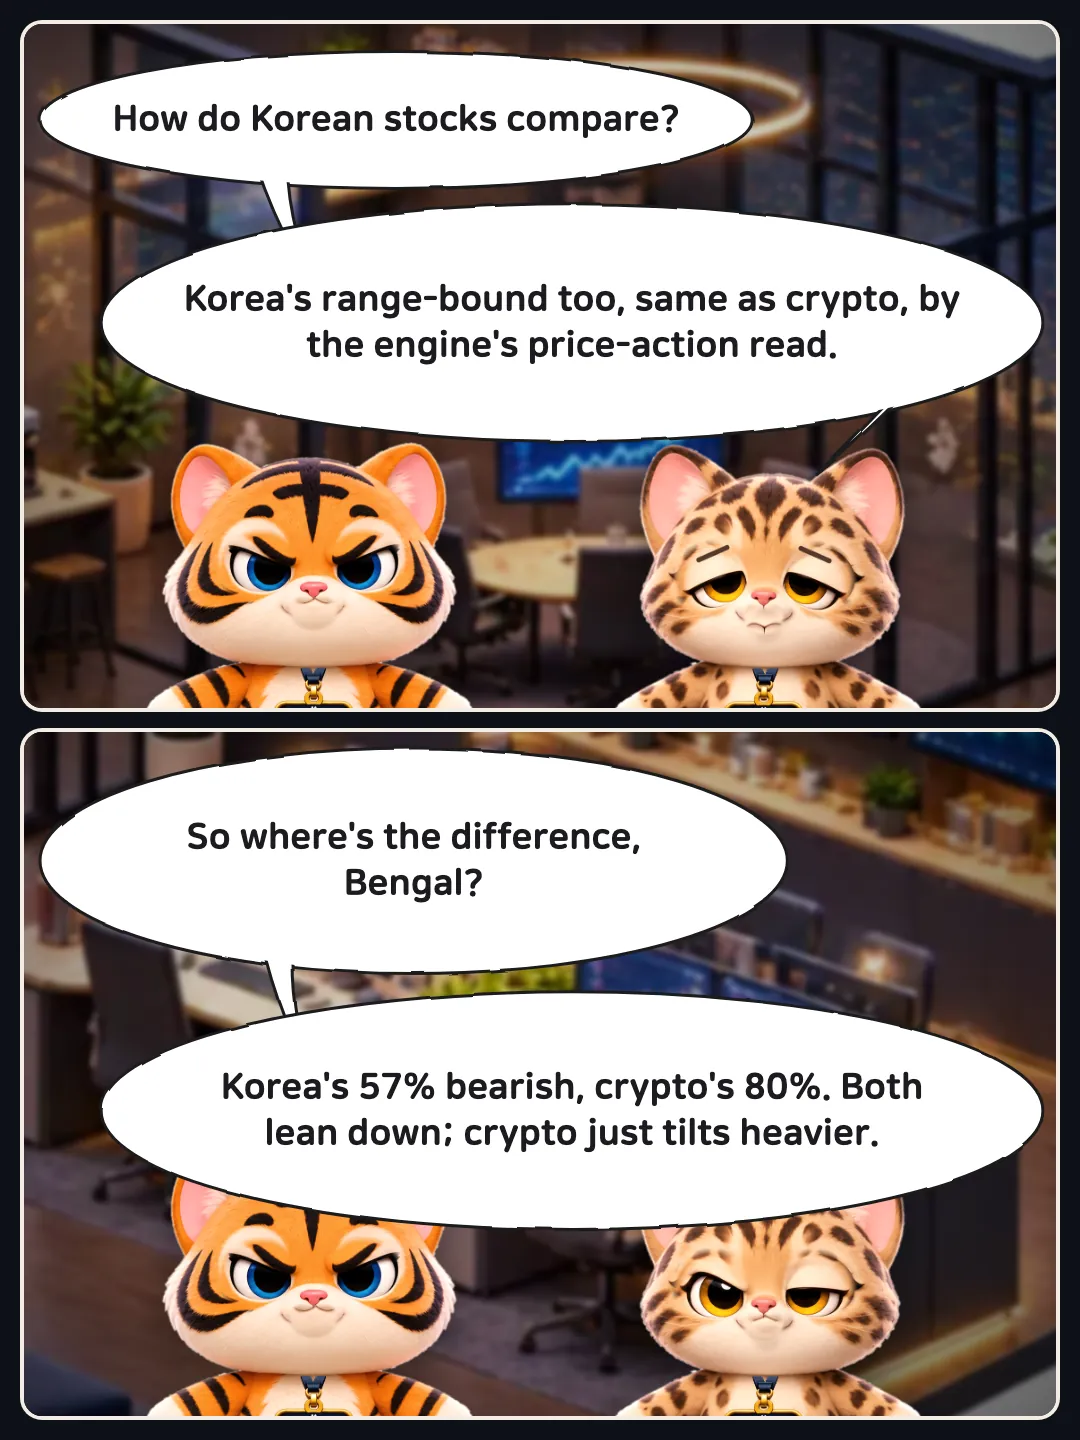 How do Korean stocks compare?
Korea's range-bound too, same as crypto, by
the engine's price-action read.
So where's the difference,
Bengal?
Korea's 57% bearish, crypto's 80%. Both
lean down; crypto just tilts heavier.